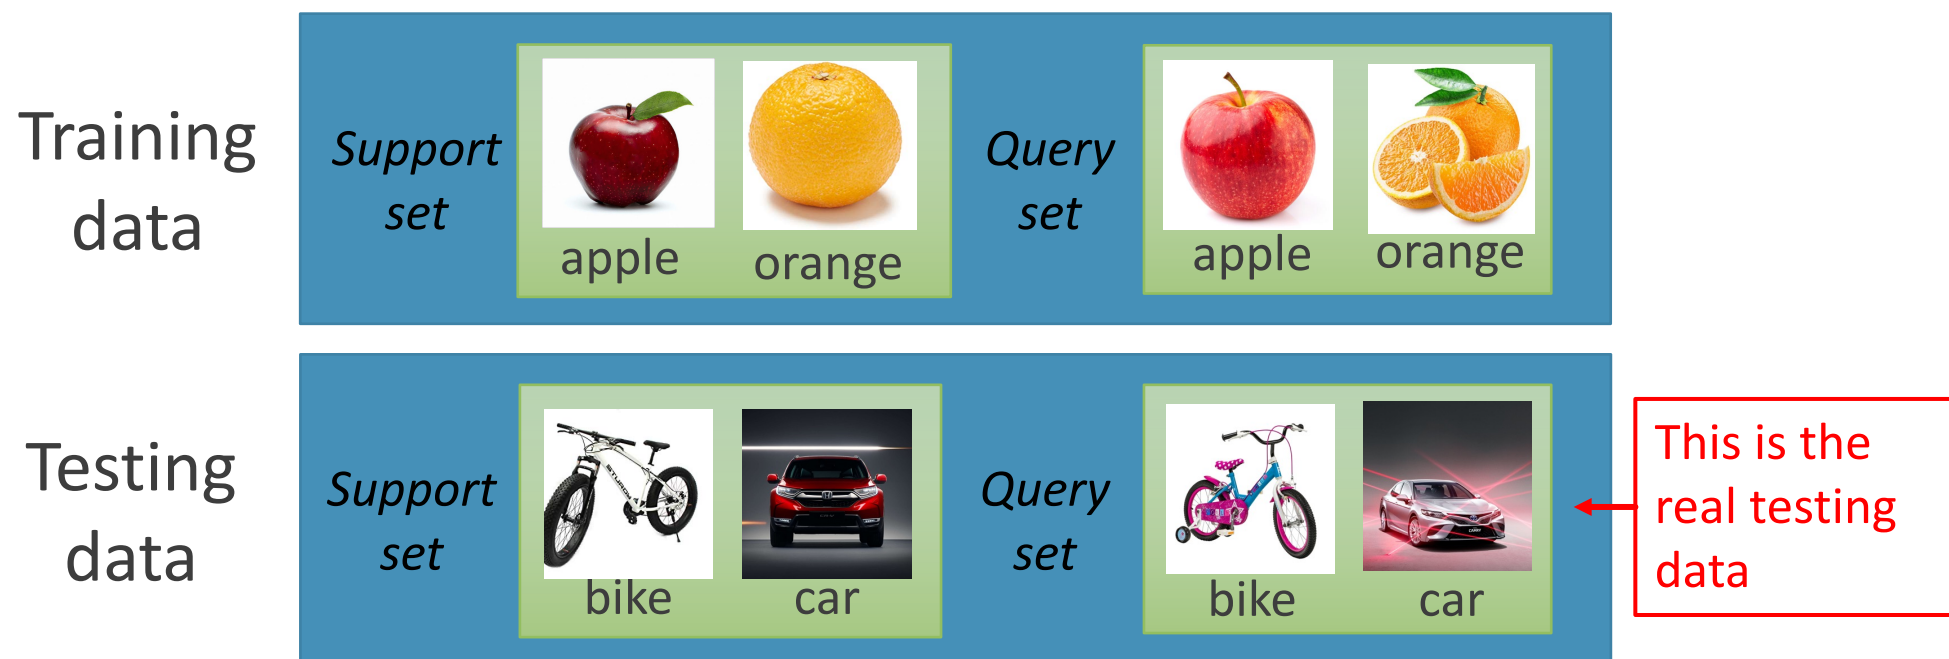 Training
data
Support
set
apple
orange
Query
set
apple
orange
Testing
data
Support
set
bike
car
Query
set
bike
car
This is the
real testing
data